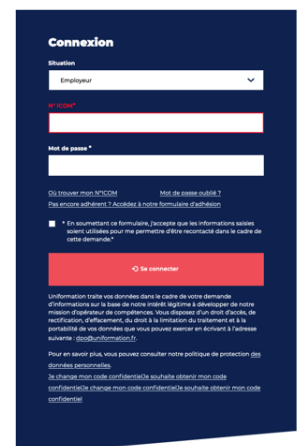 Connexion
Situation
Employeur
N° ICOM*
Mot de passe *
Où trouver mon N°ICOM
Mot de passe oublié ?
Pas encore adhérent ? Accédez à notre formulaire d'adhésion
* En soumettant ce formulaire, j'accepte que les informations saisies
soient utilisées pour me permettre d'être recontacté dans le cadre de
cette demande.*
Se connecter
Uniformation traite vos données dans le cadre de votre demande
d'informations sur la base de notre intérêt légitime à développer de notre
mission d'opérateur de compétences. Vous disposez d'un droit d'accès, de
rectification, d'effacement, du droit à la limitation du traitement et à la
portabilité de vos données que vous pouvez exercer en écrivant à l'adresse
suivante : dpo@uniformation.fr.
Pour en savoir plus, vous pouvez consulter notre politique de protection des
données personnelles.
Je change mon code confidentielJe souhaite obtenir mon code
confidentielJe change mon code confidentielJe souhaite obtenir mon code
confidentiel